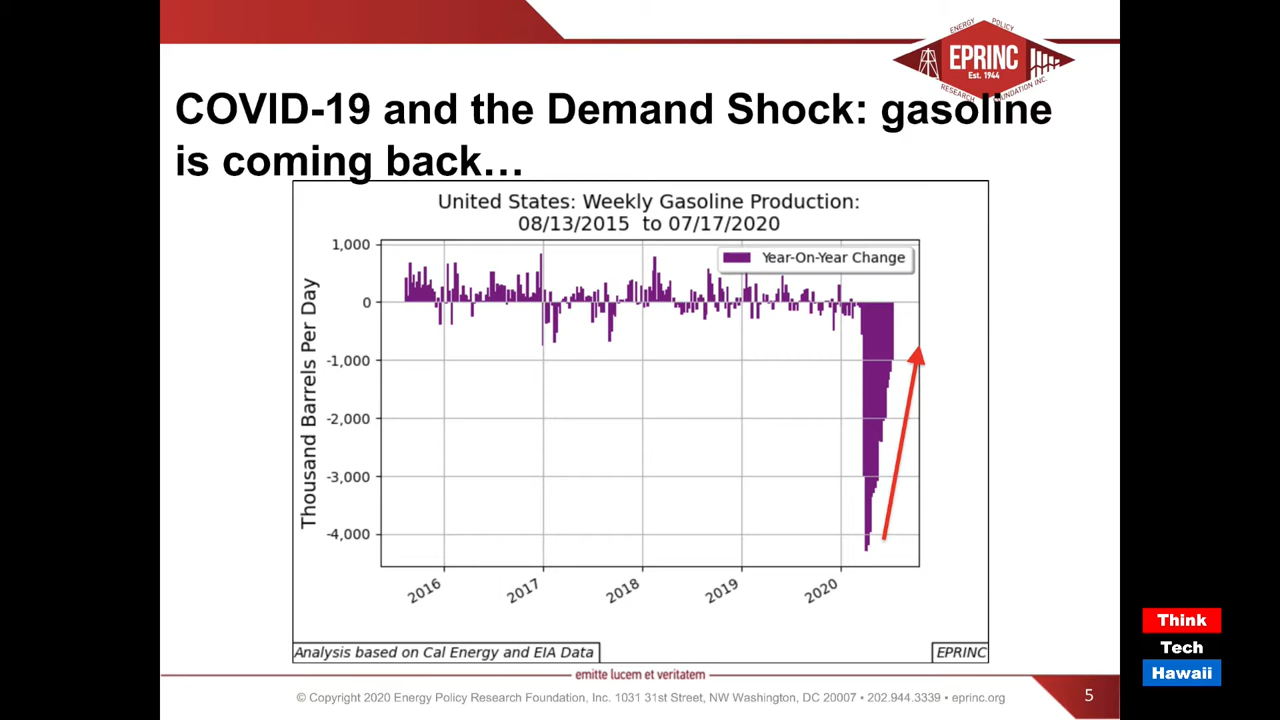 ENERGY POLICY
EPRINC
Est. 1944
RESEARCH FOUNDATION INC.
COVID-19 and the Demand Shock: gasoline
is coming back…
United States: Weekly Gasoline Production:
08/13/2015 to 07/17/2020
Year-On-Year Change
Thousand Barrels Per Day
1,000
0
-1,000
-2,000
-3,000
-4,000
2016
2017
2018
2019
2020
Analysis based on Cal Energy and EIA Data
EPRINC
emitte lucem et veritatem
© Copyright 2020 Energy Policy Research Foundation, Inc. 1031 31st Street, NW Washington, DC 20007 • 202.944.3339 • eprinc.org
5
Think
Tech
Hawaii